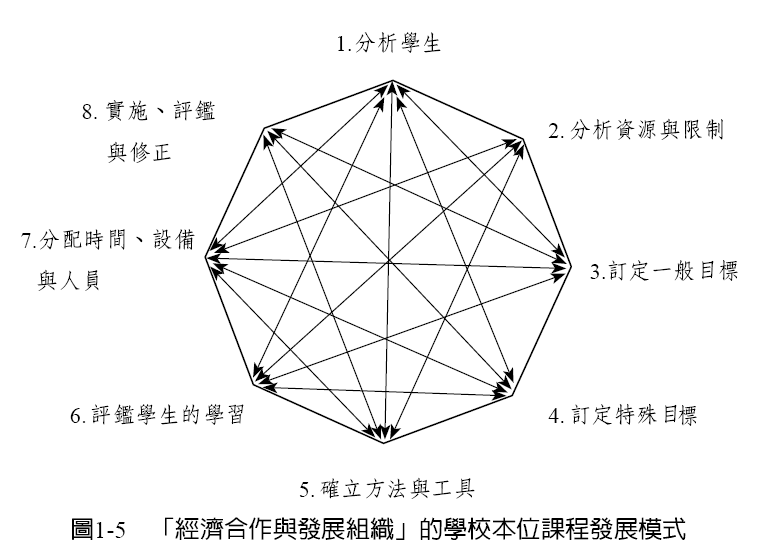 1.分析學生
2.分析資源與限制
3.訂定一般目標
4.訂定特殊目標
5.確立方法與工具
6.評鑑學生的學習
7.分配時間、設備
與人員
8.實施、評鑑
與修正
圖1-5 「經濟合作與發展組織」的學校本位課程發展模式